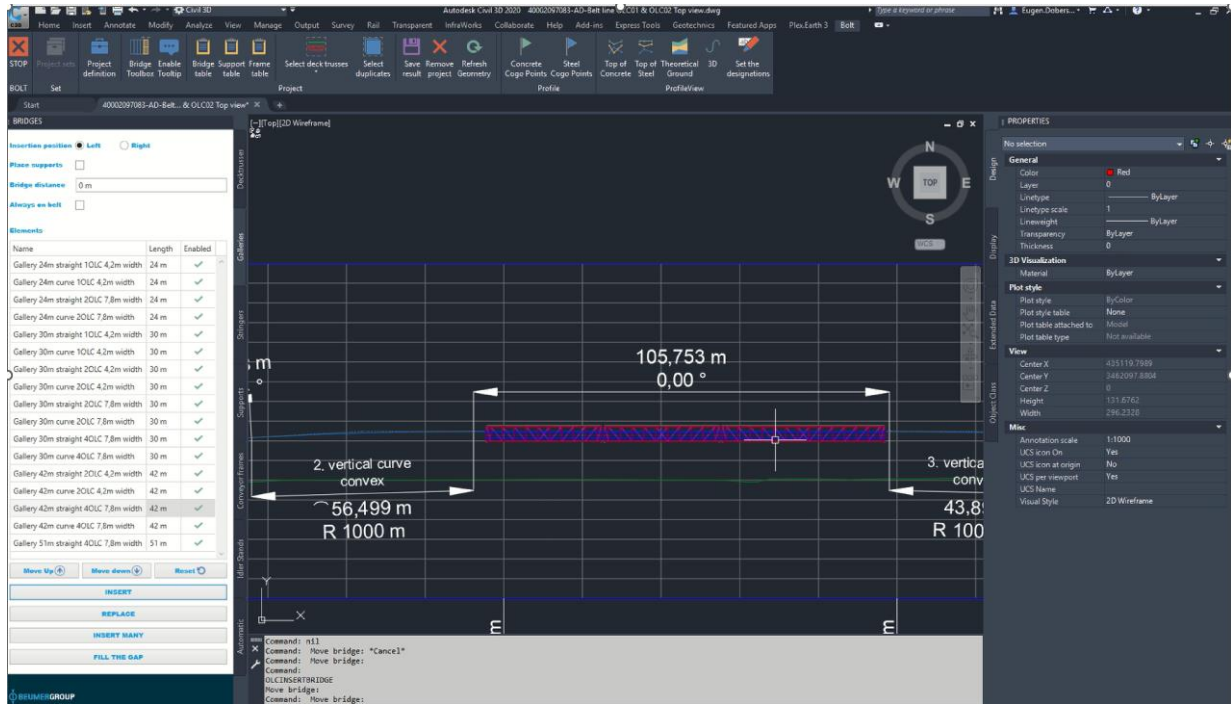 Civil 3D
Autodesk Civil 3D 2020 40002097083-AD-Belt line OLC01 & OLC02 Top view.dwg
Type a keyword or phrase
Eugen.Dobers...
Home Insert Annotate Modify Analyze View Manage Output Survey Rail Transparent InfraWorks Collaborate Help Add-ins Express Tools Geotechnics Featured Apps Plex.Earth 3 Bolt
STOP Project sets Project definition Bridge Toolbox Enable Tooltip Bridge table Support table Frame table Select deck trusses Select duplicates Save result Remove project Refresh Geometry Concrete Cogo Points Steel Cogo Points Top of Concrete Top of Steel Theoretical Ground 3D Set the designations
BOLT Set Project Profile ProfileView
Start 40002097083-AD-Belt... & OLC02 Top view*
BRIDGES
Insertion position Left Right
Place supports
Bridge distance 0 m
Always on belt
Elements
Name Length Enabled
Gallery 24m straight 1OLC 4,2m width 24 m
Gallery 24m curve 1OLC 4,2m width 24 m
Gallery 24m straight 2OLC 7,8m width 24 m
Gallery 24m curve 2OLC 7,8m width 24 m
Gallery 30m straight 1OLC 4,2m width 30 m
Gallery 30m curve 1OLC 4,2m width 30 m
Gallery 30m straight 2OLC 4,2m width 30 m
Gallery 30m curve 2OLC 4,2m width 30 m
Gallery 30m straight 2OLC 7,8m width 30 m
Gallery 30m curve 2OLC 7,8m width 30 m
Gallery 30m straight 4OLC 7,8m width 30 m
Gallery 30m curve 4OLC 7,8m width 30 m
Gallery 42m straight 2OLC 4,2m width 42 m
Gallery 42m curve 2OLC 4,2m width 42 m
Gallery 42m straight 4OLC 7,8m width 42 m
Gallery 42m curve 4OLC 7,8m width 42 m
Gallery 51m straight 4OLC 7,8m width 51 m
Move Up Move down Reset
INSERT
REPLACE
INSERT MANY
FILL THE GAP
BEUMERGROUP
Decktrusses
Galleries
Stringers
Supports
Conveyor frames
Idler Stands
Automatic
[−][Top][2D Wireframe]
N
W TOP E
S
WCS
m
°
105,753 m
0,00 °
2. vertical curve
convex
56,499 m
R 1000 m
3. vertica
conv
43,8
R 100
Y
X
m
m
Command: nil
Command: Move bridge: *Cancel*
Command: Move bridge:
Command:
OLCINSERTBRIDGE
Move bridge:
Command: Move bridge:
Design
Display
Extended Data
Object Class
PROPERTIES
No selection
General
Color Red
Layer 0
Linetype ByLayer
Linetype scale 1
Lineweight ByLayer
Transparency ByLayer
Thickness 0
3D Visualization
Material ByLayer
Plot style
Plot style ByColor
Plot style table None
Plot table attached to Model
Plot table type Not available
View
Center X 425119.7989
Center Y 3482097.8804
Center Z 0
Height 131.6762
Width 296.2328
Misc
Annotation scale 1:1000
UCS icon On Yes
UCS icon at origin No
UCS per viewport Yes
UCS Name
Visual Style 2D Wireframe